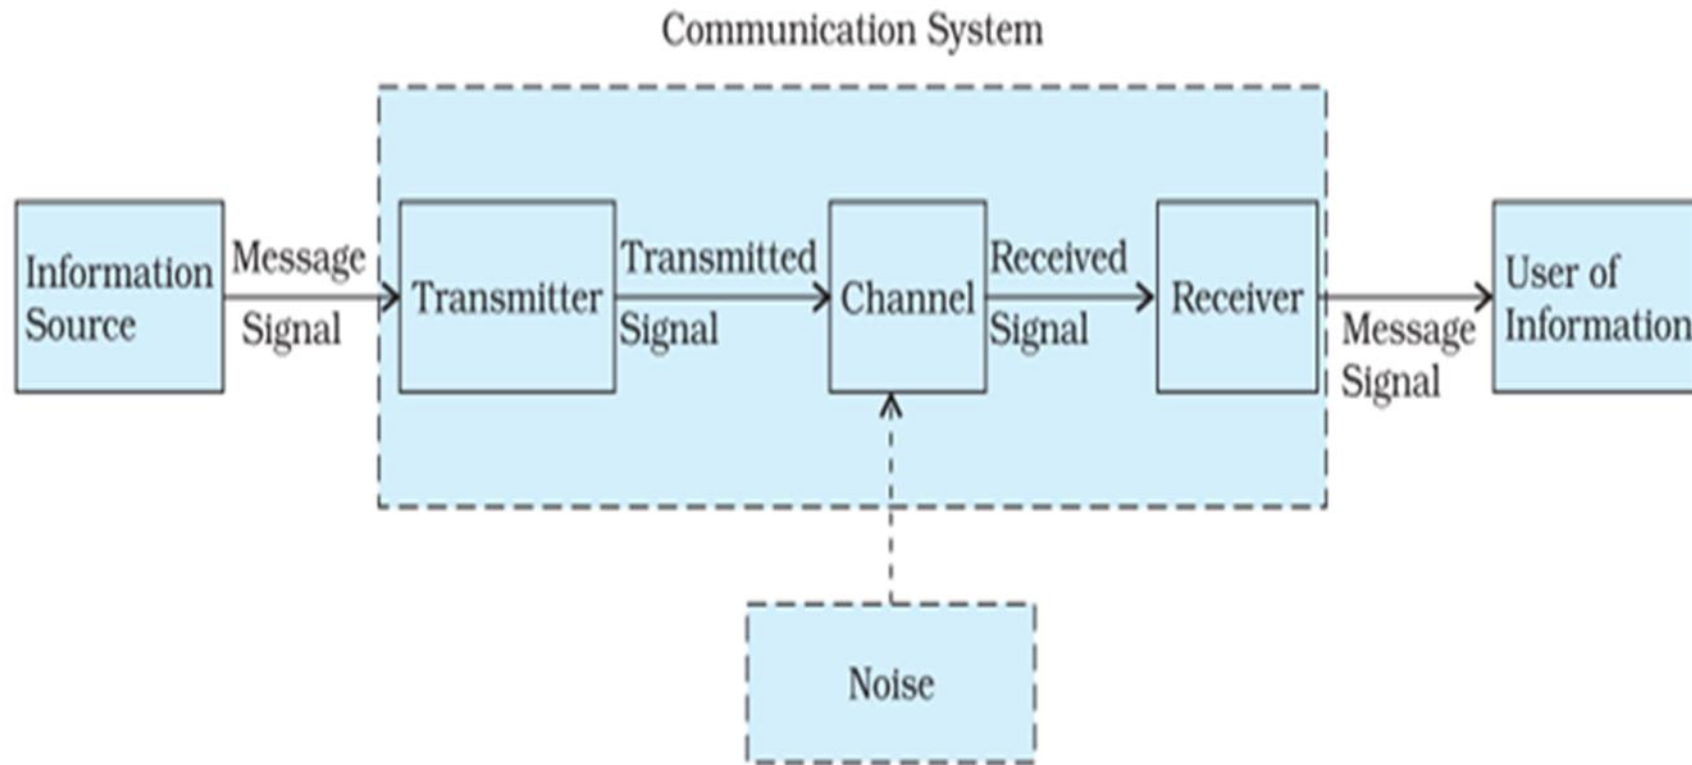 Communication System
Information
Source
Message
Signal
Transmitter
Transmitted
Signal
Channel
Received
Signal
Receiver
Message
Signal
User of
Information
Noise